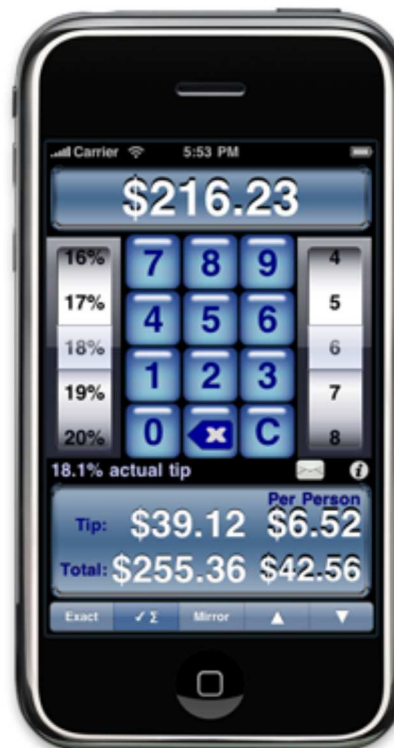 Carrier 5:53 PM
$216.23
16% 7 8 9 4
17% 5
4 5 6
18% 6
1 2 3
19% 7
20% 0 x C 8
18.1% actual tip i
Per Person
Tip: $39.12 $6.52
Total: $255.36 $42.56
Exact ✓ Σ Mirror ▲ ▼